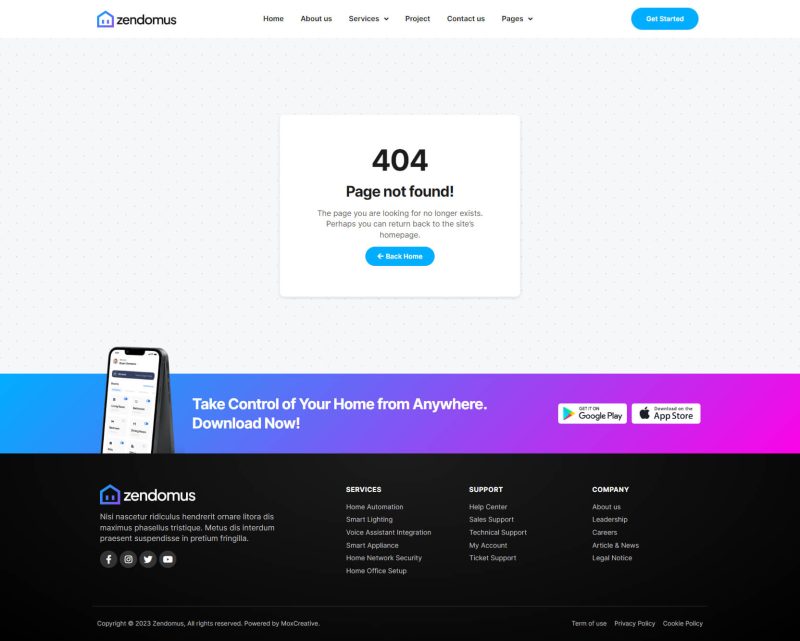 zendomus
Home About us Services Project Contact us Pages
Get Started
404
Page not found!
The page you are looking for no longer exists.
Perhaps you can return back to the site's
homepage.
Back Home
Take Control of Your Home from Anywhere.
Download Now!
GET IT ON
Google Play
Download on the
App Store
zendomus
Nisi nascetur ridiculus hendrerit ornare litora dis
maximus phasellus tristique. Metus dis interdum
praesent suspendisse in pretium fringilla.
SERVICES
Home Automation
Smart Lighting
Voice Assistant Integration
Smart Appliance
Home Network Security
Home Office Setup
SUPPORT
Help Center
Sales Support
Technical Support
My Account
Ticket Support
COMPANY
About us
Leadership
Careers
Article & News
Legal Notice
Copyright © 2023 Zendomus, All rights reserved. Powered by MoxCreative.
Term of use Privacy Policy Cookie Policy